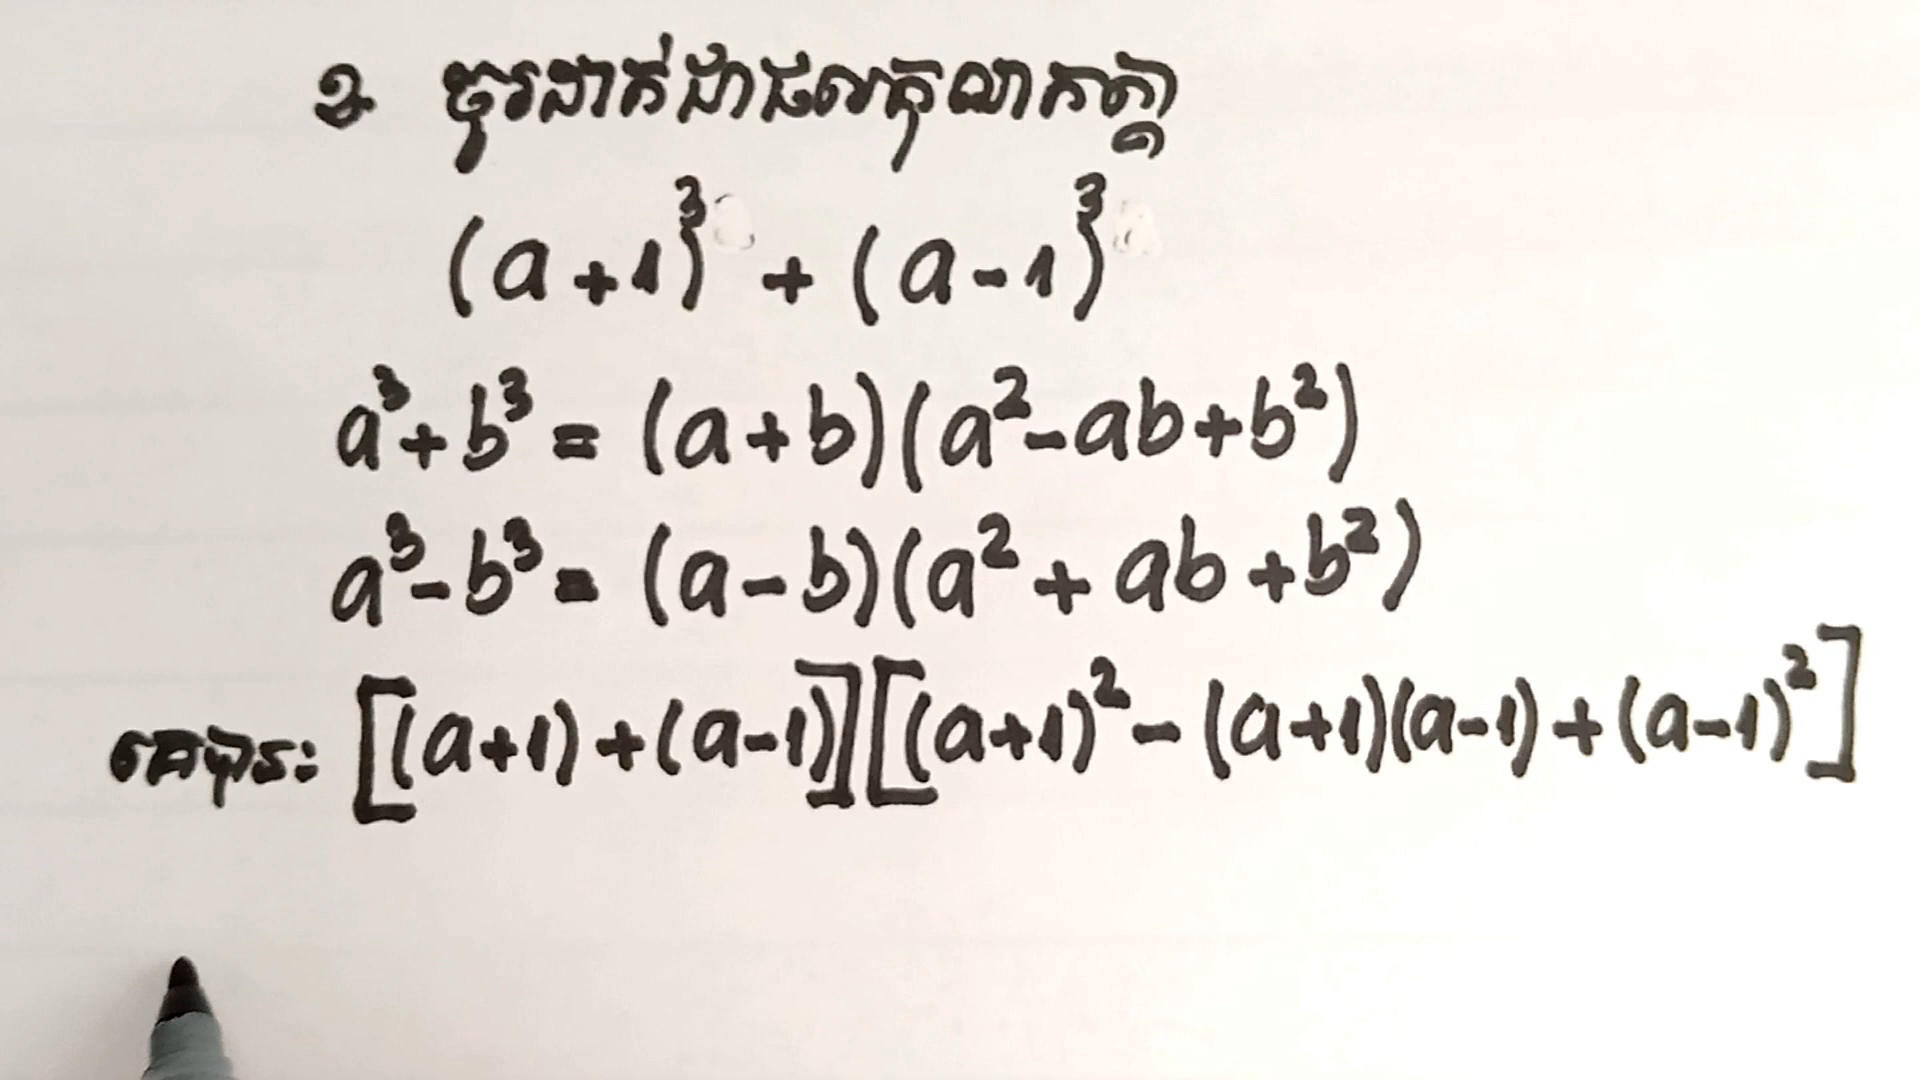 ១. ចូរដាក់ជាផលគុណកត្តា
(a+1)³ + (a-1)³
a³+b³ = (a+b)(a²-ab+b²)
a³-b³ = (a-b)(a²+ab+b²)
គេបាន: [(a+1)+(a-1)][(a+1)²-(a+1)(a-1)+(a-1)²]